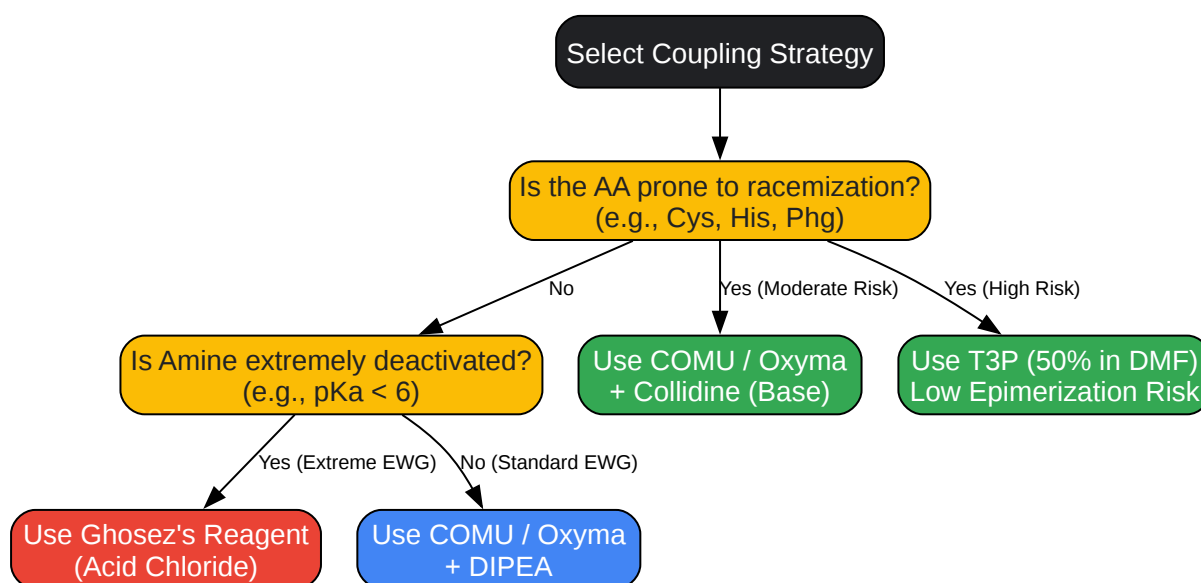 Select Coupling Strategy
Is the AA prone to racemization?
(e.g., Cys, His, Phg)
No
Yes (Moderate Risk)
Yes (High Risk)
Is Amine extremely deactivated?
(e.g., pKa < 6)
Use COMU / Oxyma
+ Collidine (Base)
Use T3P (50% in DMF)
Low Epimerization Risk
Yes (Extreme EWG)
No (Standard EWG)
Use Ghosez's Reagent
(Acid Chloride)
Use COMU / Oxyma
+ DIPEA